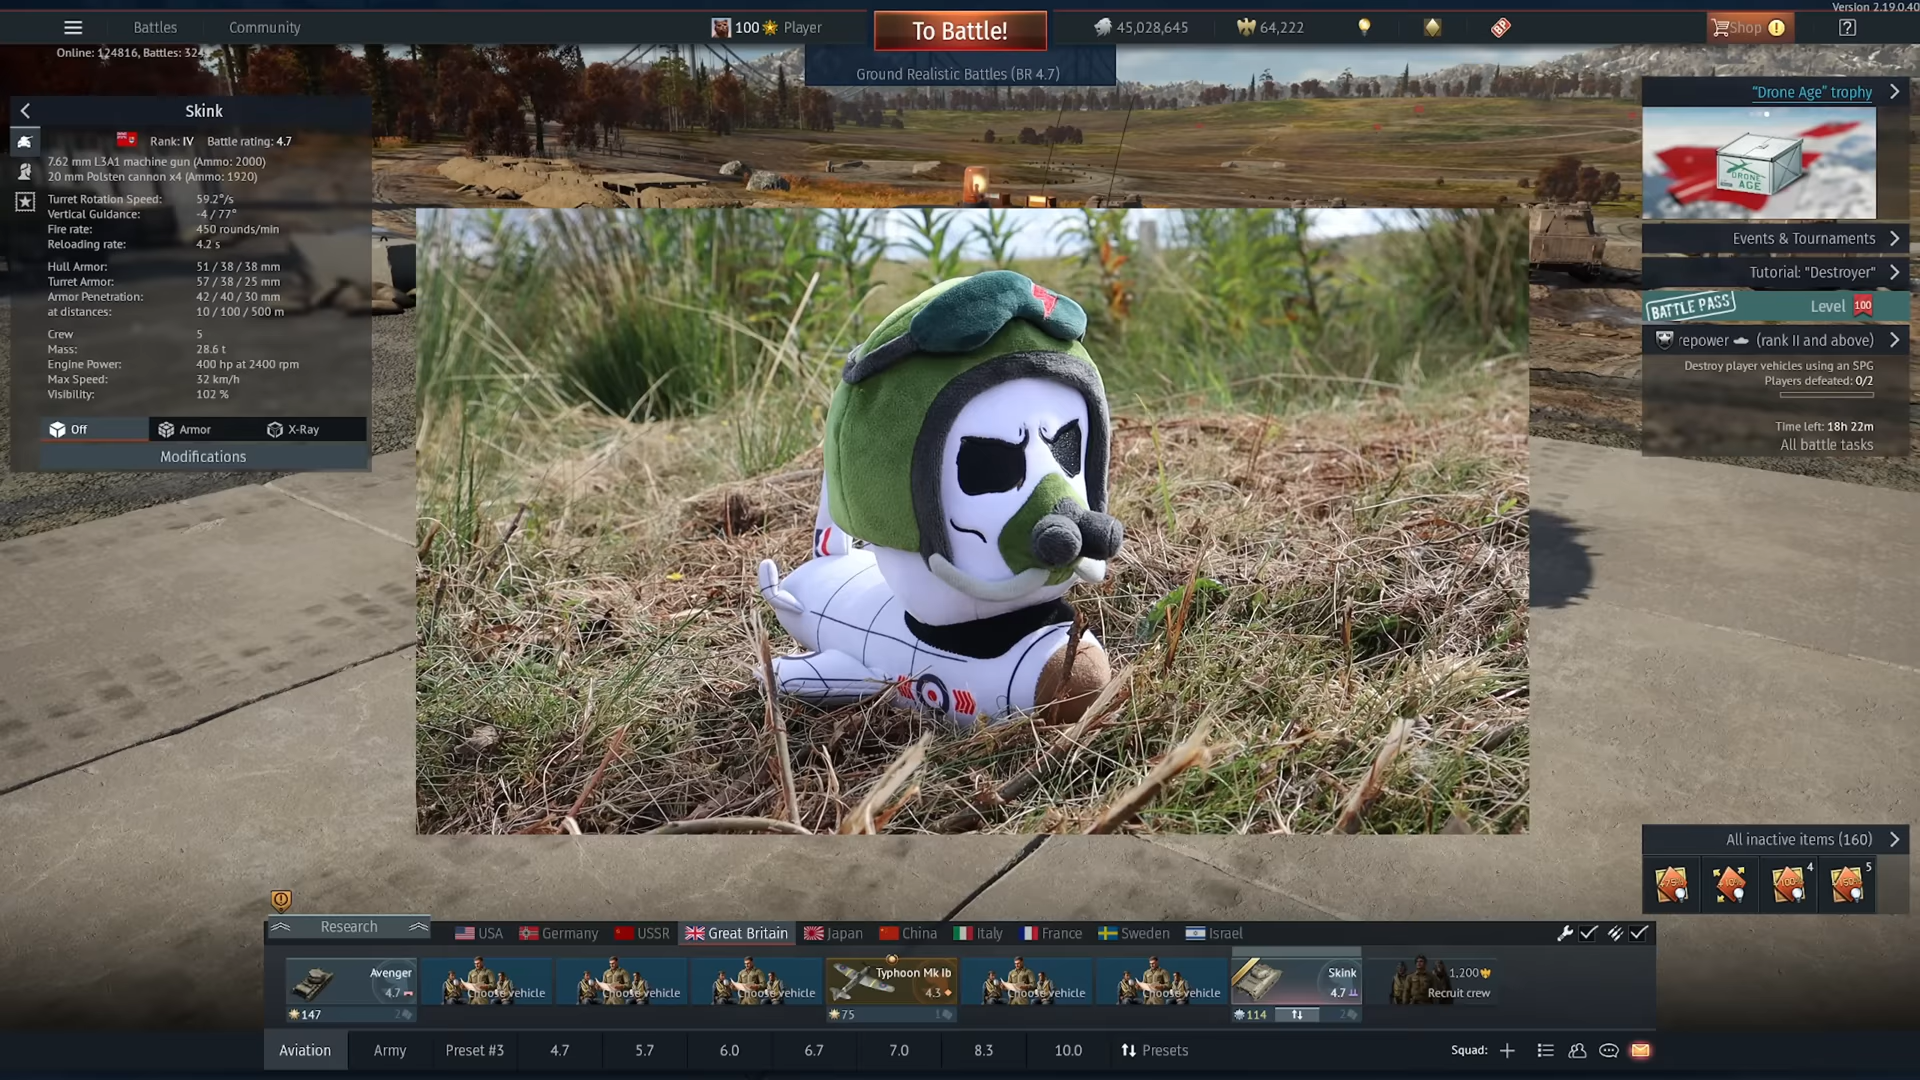 Version 2.19.0.40
Battles
Community
100 Player
To Battle!
45,028,645
64,222
Shop
Online: 124816, Battles: 324
Ground Realistic Battles (BR 4.7)
Skink
Rank: IV Battle rating: 4.7
7.62 mm L3A1 machine gun (Ammo: 2000)
20 mm Polsten cannon x4 (Ammo: 1920)
Turret Rotation Speed: 59.2°/s
Vertical Guidance: -4 / 77°
Fire rate: 450 rounds/min
Reloading rate: 4.2 s
Hull Armor: 51 / 38 / 38 mm
Turret Armor: 57 / 38 / 25 mm
Armor Penetration: 42 / 40 / 30 mm
at distances: 10 / 100 / 500 m
Crew 5
Mass: 28.6 t
Engine Power: 400 hp at 2400 rpm
Max Speed: 32 km/h
Visibility: 102 %
Off
Armor
X-Ray
Modifications
"Drone Age" trophy
DRONE
AGE
Events & Tournaments
Tutorial: "Destroyer"
BATTLE PASS
Level 100
repower (rank II and above)
Destroy player vehicles using an SPG
Players defeated: 0/2
Time left: 18h 22m
All battle tasks
All inactive items (160)
4
5
Research
USA
Germany
USSR
Great Britain
Japan
China
Italy
France
Sweden
Israel
Avenger
4.7
147
2
Choose vehicle
Choose vehicle
Choose vehicle
Typhoon Mk Ib
4.3
75
1
Choose vehicle
Choose vehicle
Skink
4.7
114
2
1,200
Recruit crew
Aviation
Army
Preset #3
4.7
5.7
6.0
6.7
7.0
8.3
10.0
Presets
Squad: